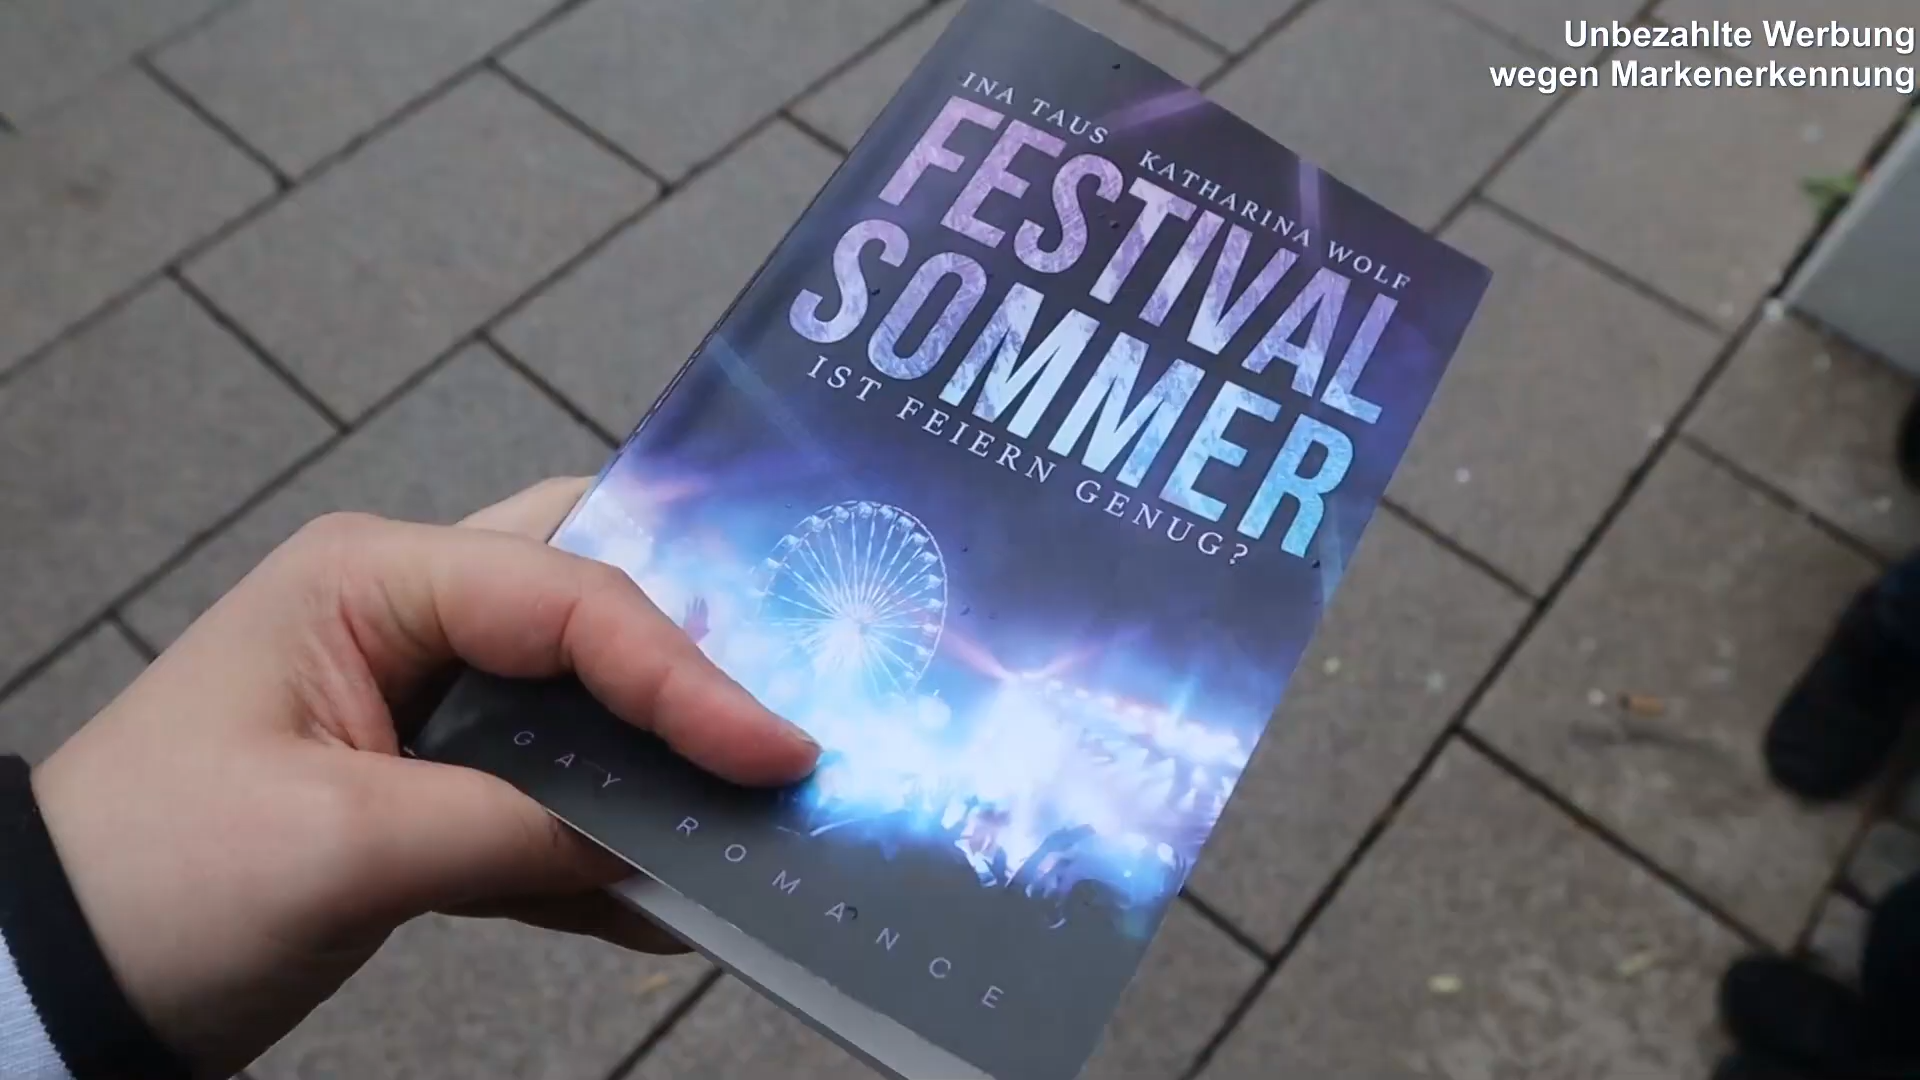 Unbezahlte Werbung
wegen Markenerkennung
INA TAUS KATHARINA WOLF
FESTIVAL
SOMMER
IST FEIERN GENUG?
GAY ROMANCE